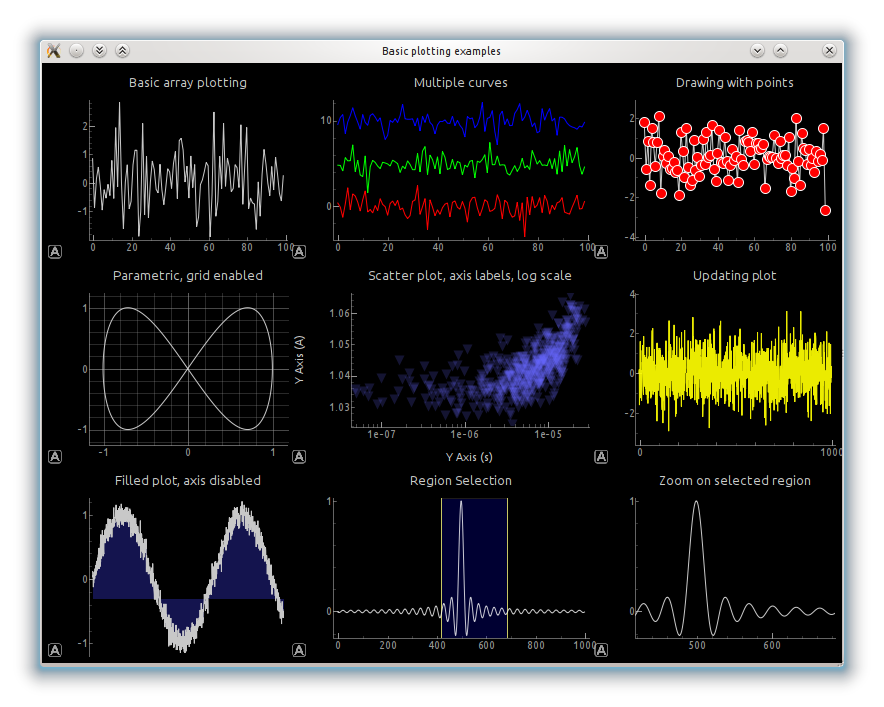 Basic plotting examples
Basic array plotting
2
1
0
-1
0 20 40 60 80 100
A
Multiple curves
10
0
0 20 40 60 80 100
A
Drawing with points
2
0
-2
-4
0 20 40 60 80 100
A
Parametric, grid enabled
1
0
-1
-1 0 1
A
Scatter plot, axis labels, log scale
Y Axis (A)
1.06
1.05
1.04
1.03
1e-07 1e-06 1e-05
Y Axis (s)
A
Updating plot
4
2
0
-2
0 1000
A
Filled plot, axis disabled
1
0
-1
A
Region Selection
1
0
0 200 400 600 800 1000
A
Zoom on selected region
1
0
500 600
A